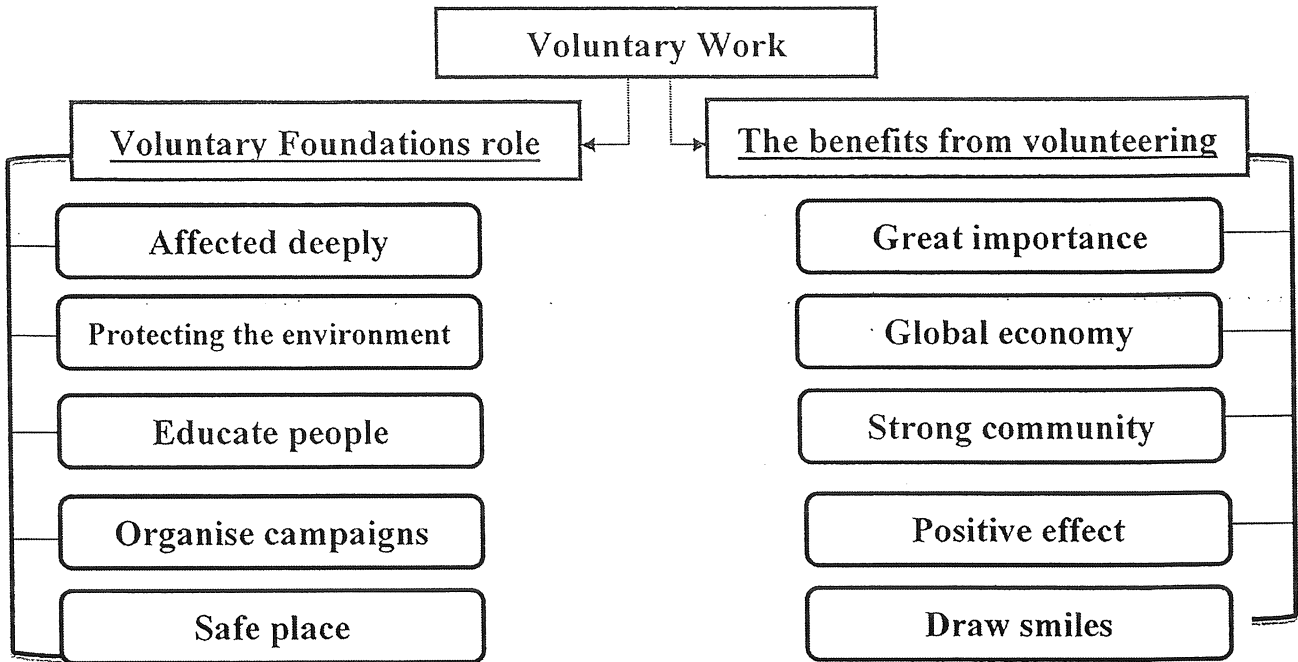 Voluntary Work
Voluntary Foundations role
Affected deeply
Protecting the environment
Educate people
Organise campaigns
Safe place
The benefits from volunteering
Great importance
Global economy
Strong community
Positive effect
Draw smiles